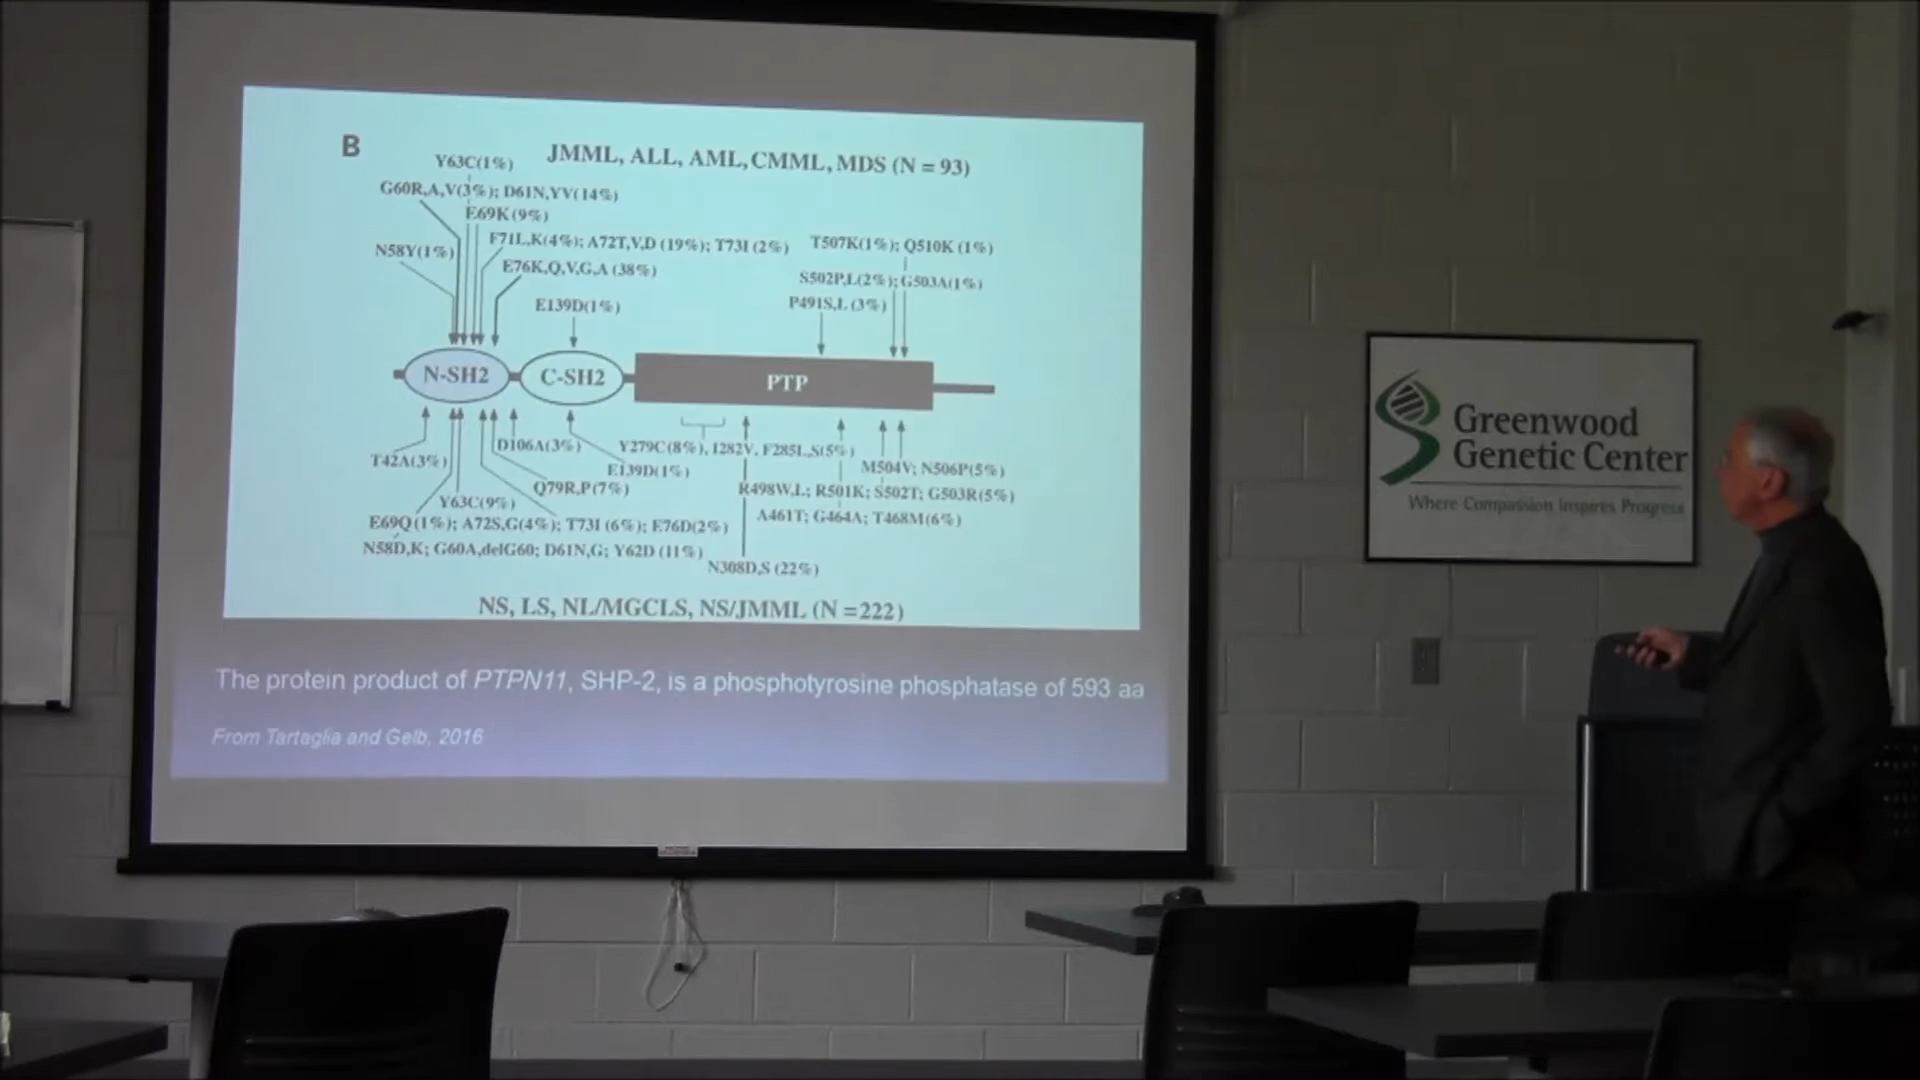 B
JMML, ALL, AML, CMML, MDS (N = 93)
Y63C(1%)
G60R,A,V(3%); D61N,YV(14%)
E69K(9%)
N58Y(1%)
F71L,K(4%); A72T,V,D (19%); T73I (2%)
T507K(1%); Q510K (1%)
E76K,Q,V,G,A (38%)
S502P,L(2%); G503A(1%)
E139D(1%)
P491S,L (3%)
N-SH2
C-SH2
PTP
D106A(3%)
Y279C(8%), I282V, F285L,S(5%)
T42A(3%)
E139D(1%)
M504V; N506P(5%)
Q79R,P(7%)
R498W,L; R501K; S502T; G503R(5%)
Y63C(9%)
A461T; G464A; T468M(6%)
E69Q(1%); A72S,G(4%); T73I (6%); E76D(2%)
N58D,K; G60A,delG60; D61N,G; Y62D (11%)
N308D,S (22%)
NS, LS, NL/MGCLS, NS/JMML (N =222)
The protein product of PTPN11, SHP-2, is a phosphotyrosine phosphatase of 593 aa
From Tartaglia and Gelb, 2016
Greenwood
Genetic Center
Where Compassion Inspires Progress